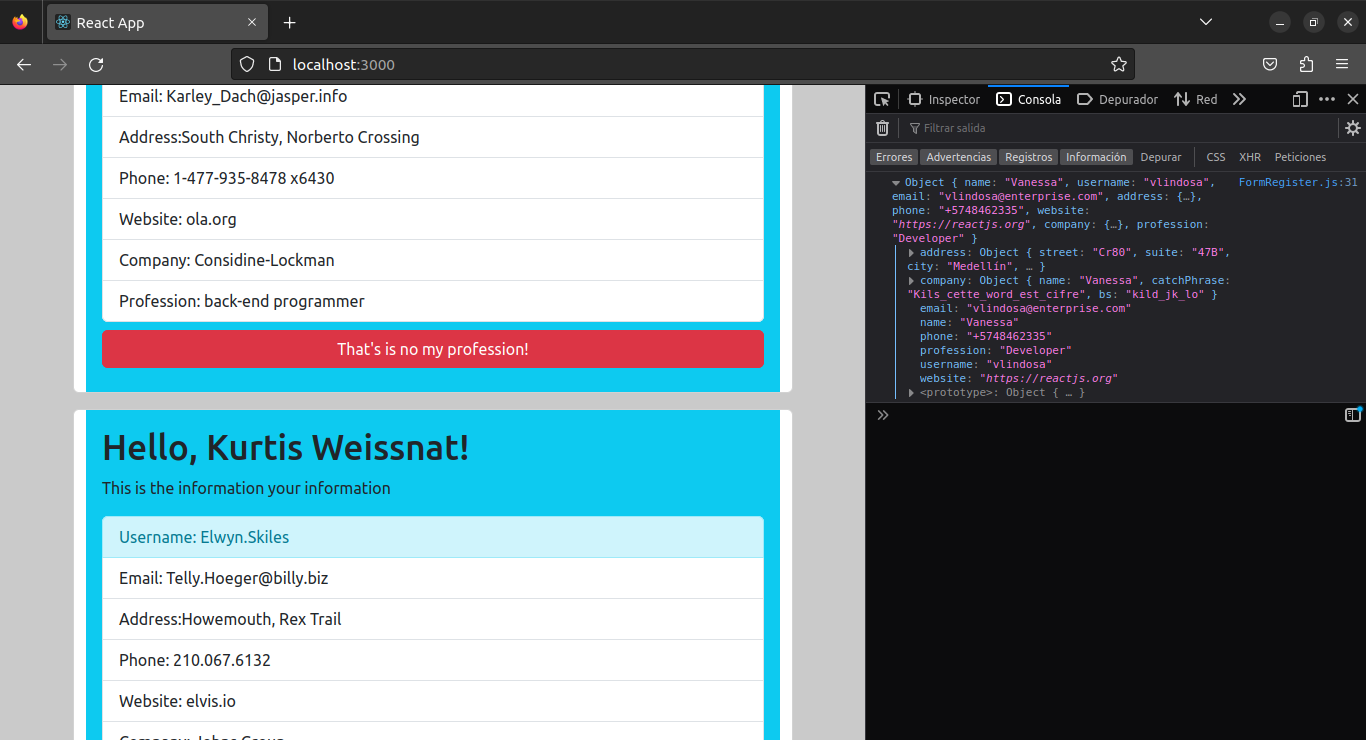 React App
localhost:3000
Email: Karley_Dach@jasper.info
Address:South Christy, Norberto Crossing
Phone: 1-477-935-8478 x6430
Website: ola.org
Company: Considine-Lockman
Profession: back-end programmer
That's is no my profession!
Hello, Kurtis Weissnat!
This is the information your information
Username: Elwyn.Skiles
Email: Telly.Hoeger@billy.biz
Address:Howemouth, Rex Trail
Phone: 210.067.6132
Website: elvis.io
Company: Johns Group
Inspector Consola Depurador Red
Filtrar salida
Errores Advertencias Registros Información Depurar CSS XHR Peticiones
Object { name: "Vanessa", username: "vlindosa", FormRegister.js:31
email: "vlindosa@enterprise.com", address: {…},
phone: "+5748462335", website:
"https://reactjs.org", company: {…}, profession:
"Developer" }
address: Object { street: "Cr80", suite: "47B",
city: "Medellín", … }
company: Object { name: "Vanessa", catchPhrase:
"Kils_cette_word_est_cifre", bs: "kild_jk_lo" }
email: "vlindosa@enterprise.com"
name: "Vanessa"
phone: "+5748462335"
profession: "Developer"
username: "vlindosa"
website: "https://reactjs.org"
<prototype>: Object { … }